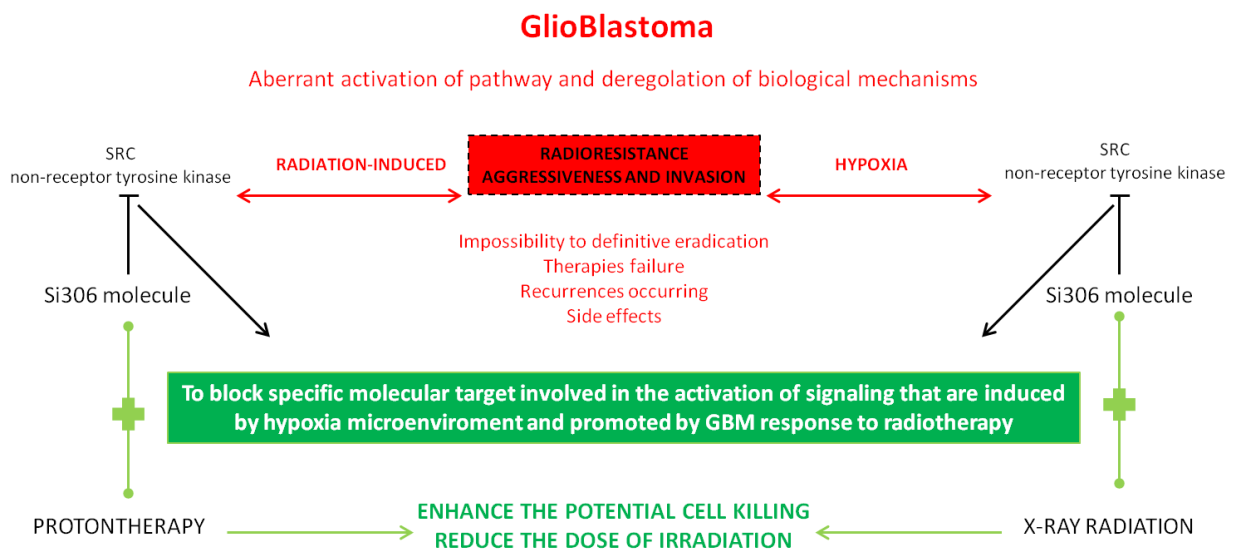 GlioBlastoma
Aberrant activation of pathway and deregolation of biological mechanisms
SRC
non-receptor tyrosine kinase
RADIATION-INDUCED
RADIORESISTANCE
AGGRESSIVENESS AND INVASION
HYPOXIA
SRC
non-receptor tyrosine kinase
Impossibility to definitive eradication
Therapies failure
Recurrences occurring
Side effects
Si306 molecule
Si306 molecule
To block specific molecular target involved in the activation of signaling that are induced
by hypoxia microenviroment and promoted by GBM response to radiotherapy
PROTONTHERAPY
ENHANCE THE POTENTIAL CELL KILLING
REDUCE THE DOSE OF IRRADIATION
X-RAY RADIATION